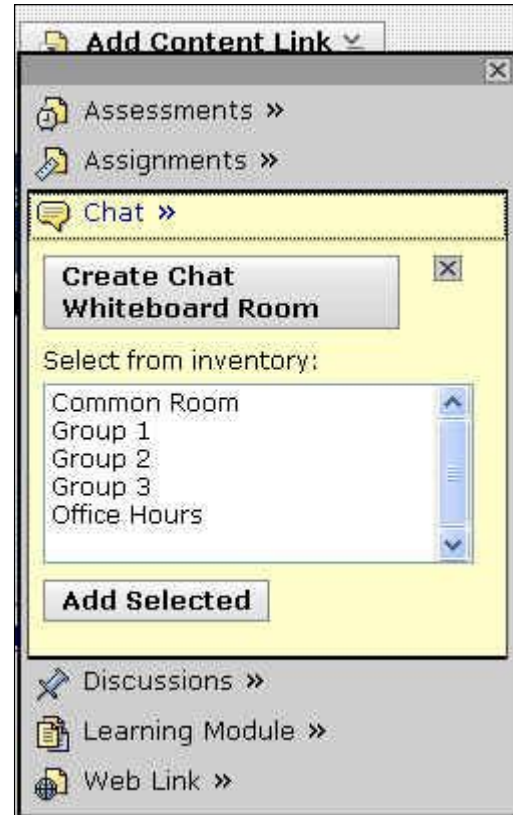 Add Content Link
Assessments »
Assignments »
Chat »
Create Chat
Whiteboard Room
Select from inventory:
Common Room
Group 1
Group 2
Group 3
Office Hours
Add Selected
Discussions »
Learning Module »
Web Link »